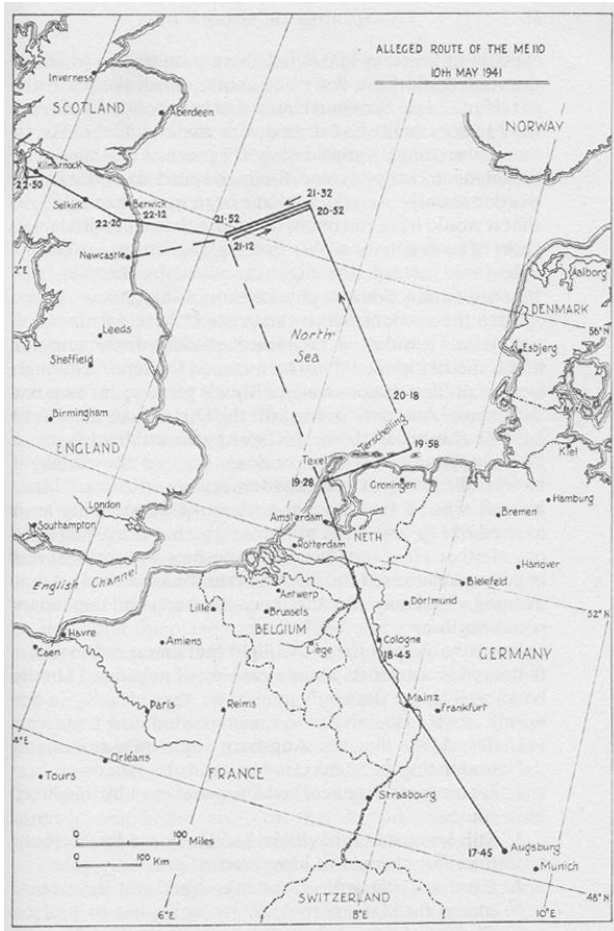 ALLEGED ROUTE OF THE ME110
10TH MAY 1941
Inverness
SCOTLAND
Aberdeen
NORWAY
Kilmarnock
22-50
Selkirk
Berwick
22-12
22-20
21-52
21-32
20-52
21-12
Newcastle
2°E
Aalborg
DENMARK
56°N
Esbjerg
North
Sea
Leeds
Sheffield
20-18
Terschelling
19-58
Birmingham
ENGLAND
Texel
19-28
Groningen
Kiel
Hamburg
Bremen
London
Southampton
Amsterdam
NETH
Rotterdam
Hanover
English Channel
Bielefeld
Antwerp
Dortmund
Lille
Brussels
52°N
BELGIUM
Cologne
18-45
Havre
Caen
Amiens
Liège
GERMANY
Mainz
Frankfurt
Paris
Reims
4°E
Orléans
Tours
FRANCE
Strasbourg
0 100
Miles
0 100
Km
17-45
Augsburg
Munich
48°N
SWITZERLAND
6°E
8°E
10°E